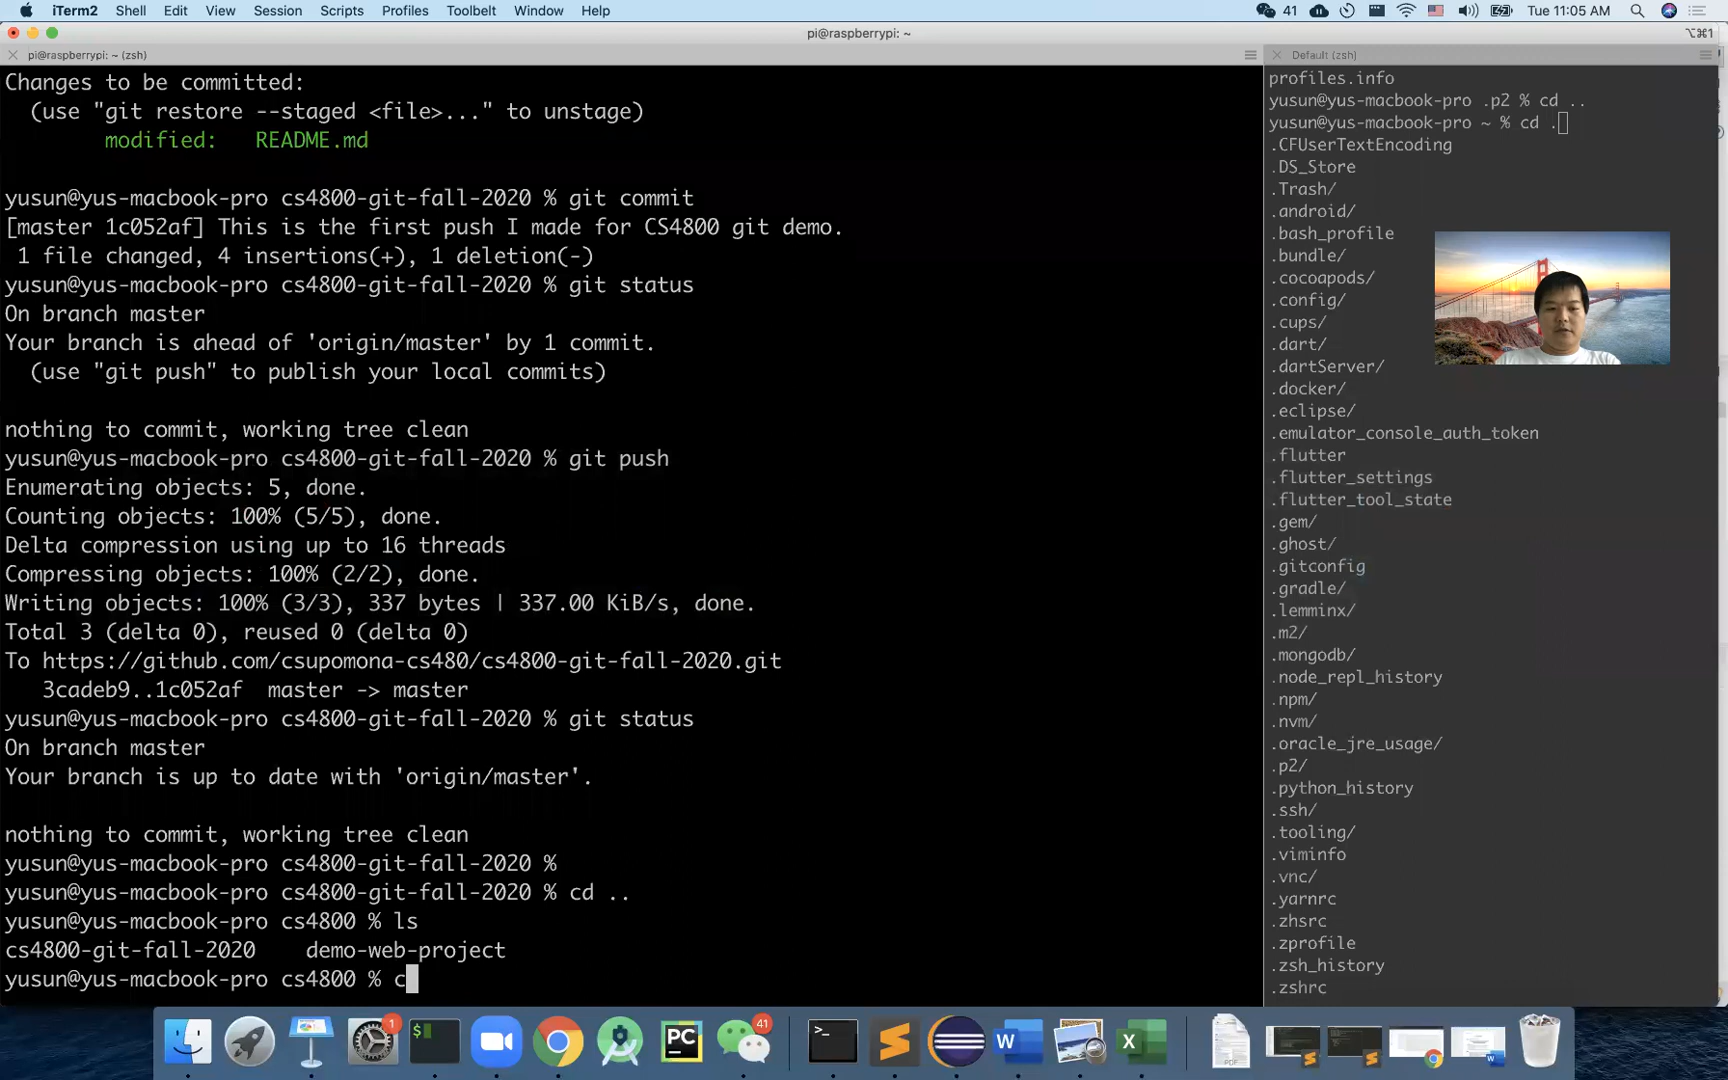 iTerm2 Shell Edit View Session Scripts Profiles Toolbelt Window Help 41 Tue 11:05 AM
pi@raspberrypi: ~ ⌥⌘1
pi@raspberrypi: ~ (zsh)
Changes to be committed:
(use "git restore --staged <file>..." to unstage)
modified: README.md
yusun@yus-macbook-pro cs4800-git-fall-2020 % git commit
[master 1c052af] This is the first push I made for CS4800 git demo.
1 file changed, 4 insertions(+), 1 deletion(-)
yusun@yus-macbook-pro cs4800-git-fall-2020 % git status
On branch master
Your branch is ahead of 'origin/master' by 1 commit.
(use "git push" to publish your local commits)
nothing to commit, working tree clean
yusun@yus-macbook-pro cs4800-git-fall-2020 % git push
Enumerating objects: 5, done.
Counting objects: 100% (5/5), done.
Delta compression using up to 16 threads
Compressing objects: 100% (2/2), done.
Writing objects: 100% (3/3), 337 bytes | 337.00 KiB/s, done.
Total 3 (delta 0), reused 0 (delta 0)
To https://github.com/csupomona-cs480/cs4800-git-fall-2020.git
3cadeb9..1c052af master -> master
yusun@yus-macbook-pro cs4800-git-fall-2020 % git status
On branch master
Your branch is up to date with 'origin/master'.
nothing to commit, working tree clean
yusun@yus-macbook-pro cs4800-git-fall-2020 %
yusun@yus-macbook-pro cs4800-git-fall-2020 % cd ..
yusun@yus-macbook-pro cs4800 % ls
cs4800-git-fall-2020 demo-web-project
yusun@yus-macbook-pro cs4800 % c
Default (zsh)
profiles.info
yusun@yus-macbook-pro .p2 % cd ..
yusun@yus-macbook-pro ~ % cd .
.CFUserTextEncoding
.DS_Store
.Trash/
.android/
.bash_profile
.bundle/
.cocoapods/
.config/
.cups/
.dart/
.dartServer/
.docker/
.eclipse/
.emulator_console_auth_token
.flutter
.flutter_settings
.flutter_tool_state
.gem/
.ghost/
.gitconfig
.gradle/
.lemminx/
.m2/
.mongodb/
.node_repl_history
.npm/
.nvm/
.oracle_jre_usage/
.p2/
.python_history
.ssh/
.tooling/
.viminfo
.vnc/
.yarnrc
.zhsrc
.zprofile
.zsh_history
.zshrc
1
$
PC
41
>_
W
X
PDF
W